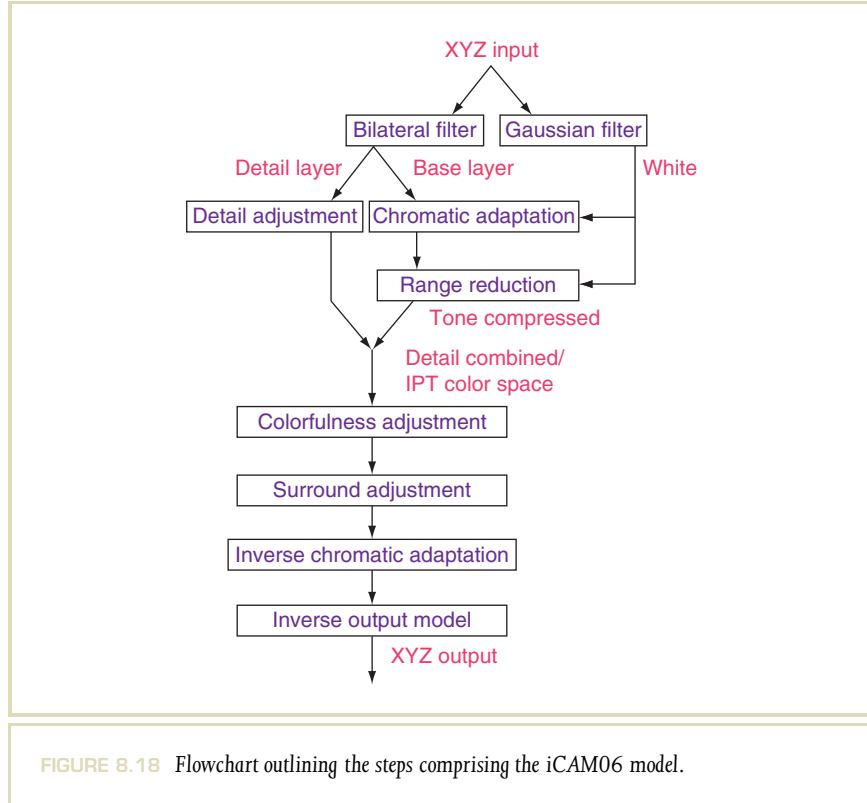 XYZ input
Bilateral filter
Gaussian filter
Detail layer
Base layer
White
Detail adjustment
Chromatic adaptation
Range reduction
Tone compressed
Detail combined/
IPT color space
Colorfulness adjustment
Surround adjustment
Inverse chromatic adaptation
Inverse output model
XYZ output
FIGURE 8.18 Flowchart outlining the steps comprising the iCAM06 model.